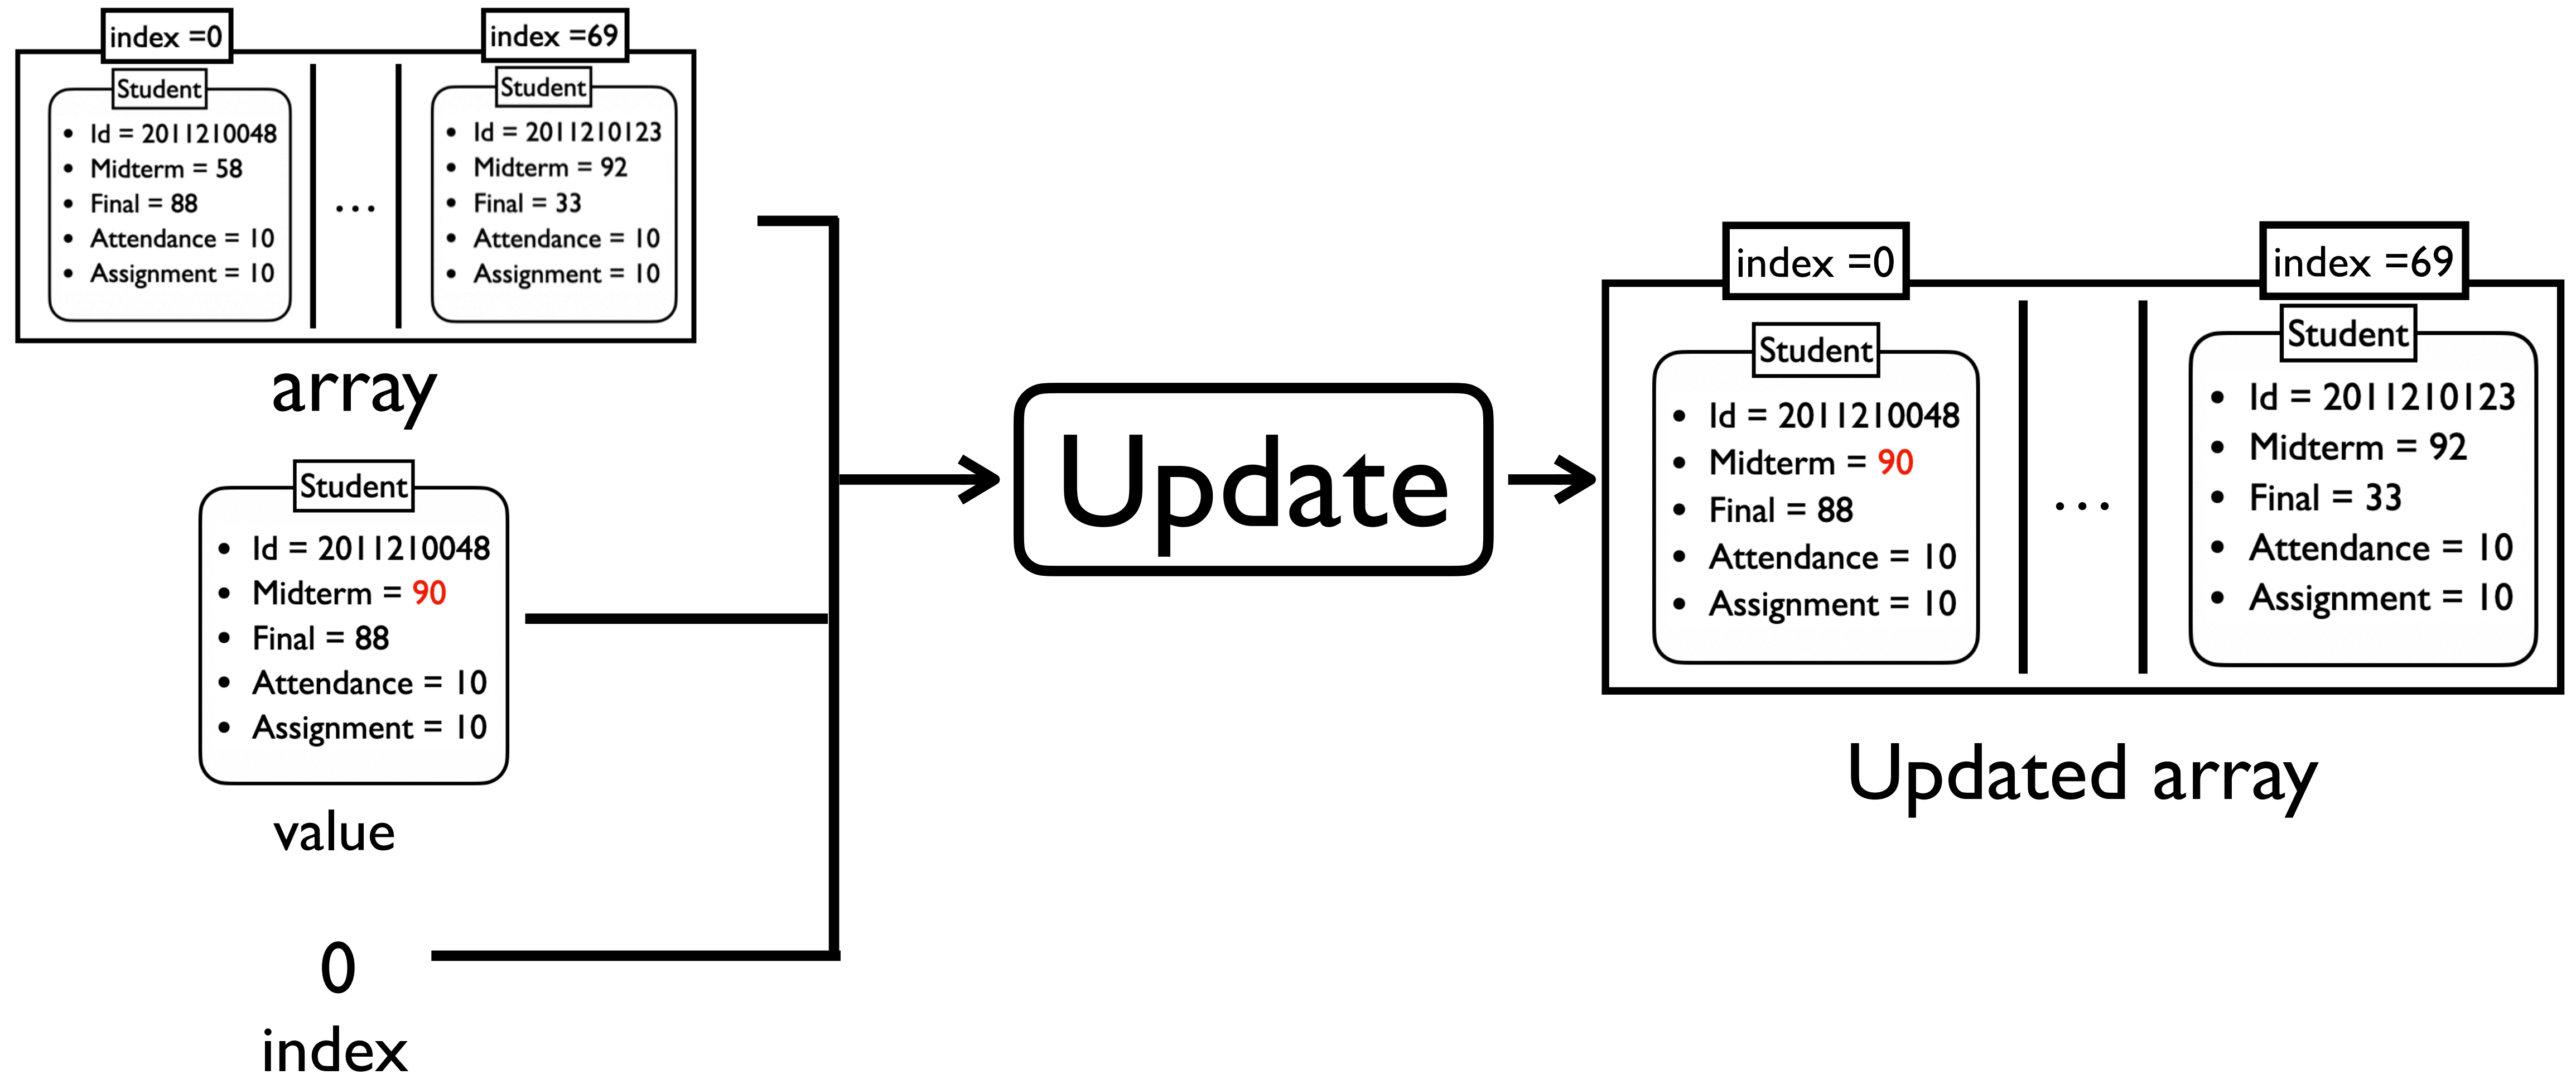 index =0
Student
• Id = 2011210048
• Midterm = 58
• Final = 88
• Attendance = 10
• Assignment = 10
...
index =69
Student
• Id = 2011210123
• Midterm = 92
• Final = 33
• Attendance = 10
• Assignment = 10
array
Student
• Id = 2011210048
• Midterm = 90
• Final = 88
• Attendance = 10
• Assignment = 10
value
0
index
Update
index =0
Student
• Id = 2011210048
• Midterm = 90
• Final = 88
• Attendance = 10
• Assignment = 10
...
index =69
Student
• Id = 2011210123
• Midterm = 92
• Final = 33
• Attendance = 10
• Assignment = 10
Updated array